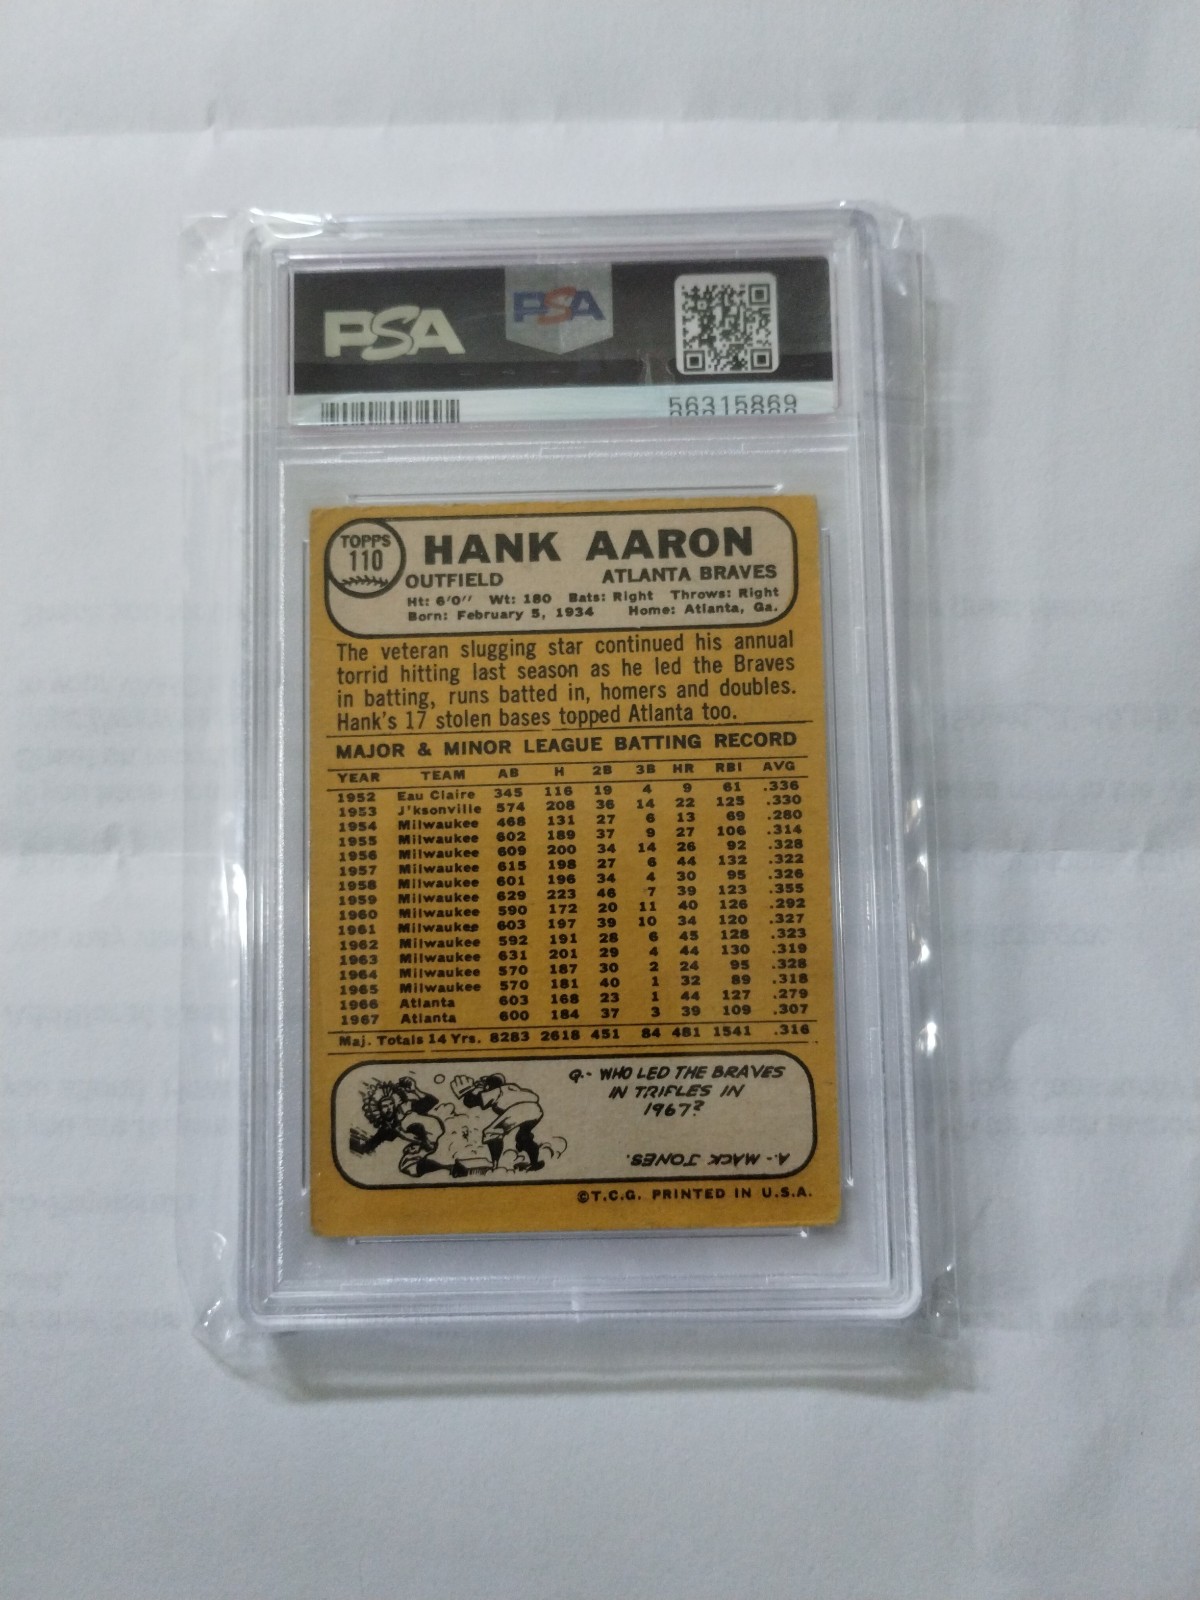 PSA
PSA
56315869
TOPPS
110
HANK AARON
OUTFIELD ATLANTA BRAVES
Ht: 6'0" Wt: 180 Bats: Right Throws: Right
Born: February 5, 1934 Home: Atlanta, Ga.
The veteran slugging star continued his annual
torrid hitting last season as he led the Braves
in batting, runs batted in, homers and doubles.
Hank's 17 stolen bases topped Atlanta too.
MAJOR & MINOR LEAGUE BATTING RECORD
YEAR TEAM AB H 2B 3B HR RBI AVG
1952 Eau Claire 345 116 19 4 9 61 .336
1953 J'ksonville 574 208 36 14 22 125 .330
1954 Milwaukee 468 131 27 6 13 69 .280
1955 Milwaukee 602 189 37 9 27 106 .314
1956 Milwaukee 609 200 34 14 26 92 .328
1957 Milwaukee 615 198 27 6 44 132 .322
1958 Milwaukee 601 196 34 4 30 95 .326
1959 Milwaukee 629 223 46 7 39 123 .355
1960 Milwaukee 590 172 20 11 40 126 .292
1961 Milwaukee 603 197 39 10 34 120 .327
1962 Milwaukee 592 191 28 6 45 128 .323
1963 Milwaukee 631 201 29 4 44 130 .319
1964 Milwaukee 570 187 30 2 24 95 .328
1965 Milwaukee 570 181 40 1 32 89 .318
1966 Atlanta 603 168 23 1 44 127 .279
1967 Atlanta 600 184 37 3 39 109 .307
Maj. Totals 14 Yrs. 8283 2618 451 84 481 1541 .316
Q.- WHO LED THE BRAVES
IN TRIPLES IN
1967?
A.- MACK JONES.
©T.C.G. PRINTED IN U.S.A.